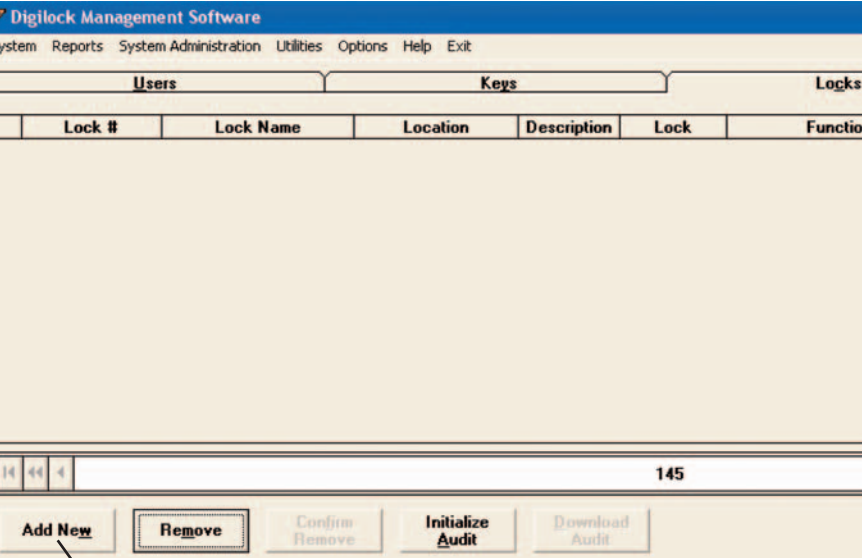 Digilock Management Software
ystem Reports System Administration Utilities Options Help Exit
Users Keys Locks
Lock # Lock Name Location Description Lock Functio
145
Add New Remove Confirm Remove Initialize Audit Download Audit